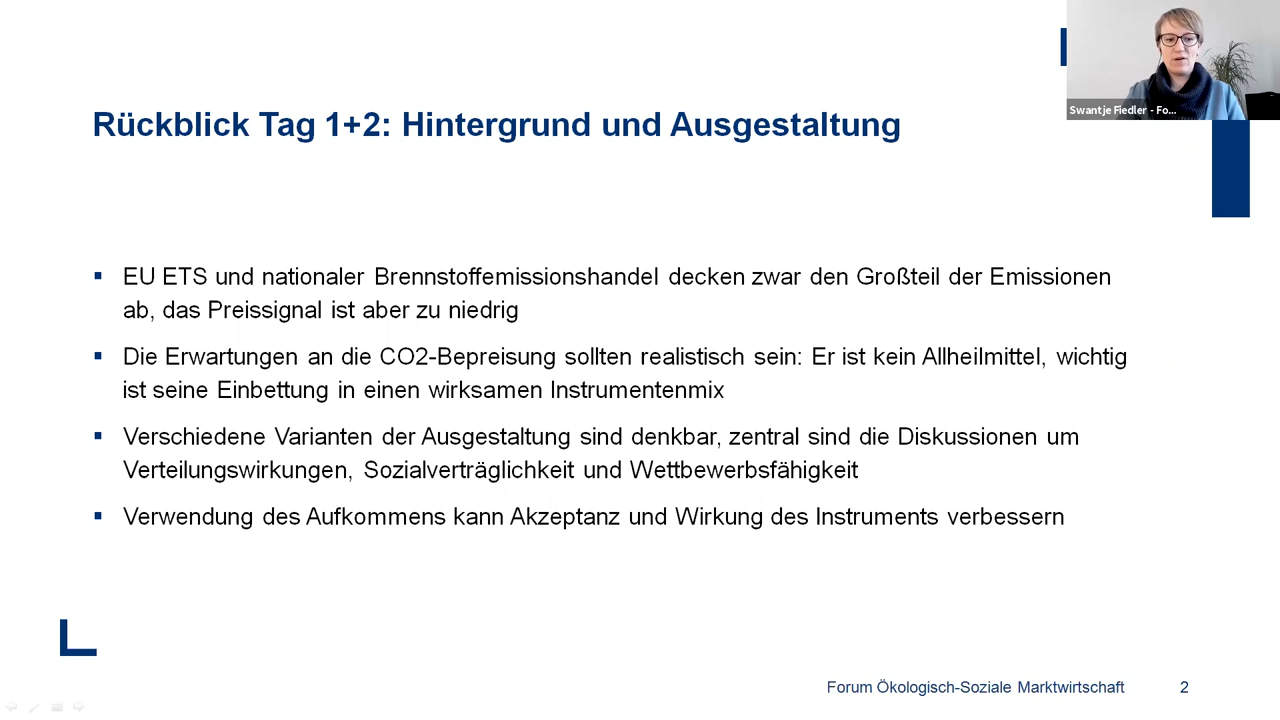 Swantje Fiedler - Fo...
Rückblick Tag 1+2: Hintergrund und Ausgestaltung
EU ETS und nationaler Brennstoffemissionshandel decken zwar den Großteil der Emissionen
ab, das Preissignal ist aber zu niedrig
Die Erwartungen an die CO2-Bepreisung sollten realistisch sein: Er ist kein Allheilmittel, wichtig
ist seine Einbettung in einen wirksamen Instrumentenmix
Verschiedene Varianten der Ausgestaltung sind denkbar, zentral sind die Diskussionen um
Verteilungswirkungen, Sozialverträglichkeit und Wettbewerbsfähigkeit
Verwendung des Aufkommens kann Akzeptanz und Wirkung des Instruments verbessern
Forum Ökologisch-Soziale Marktwirtschaft 2